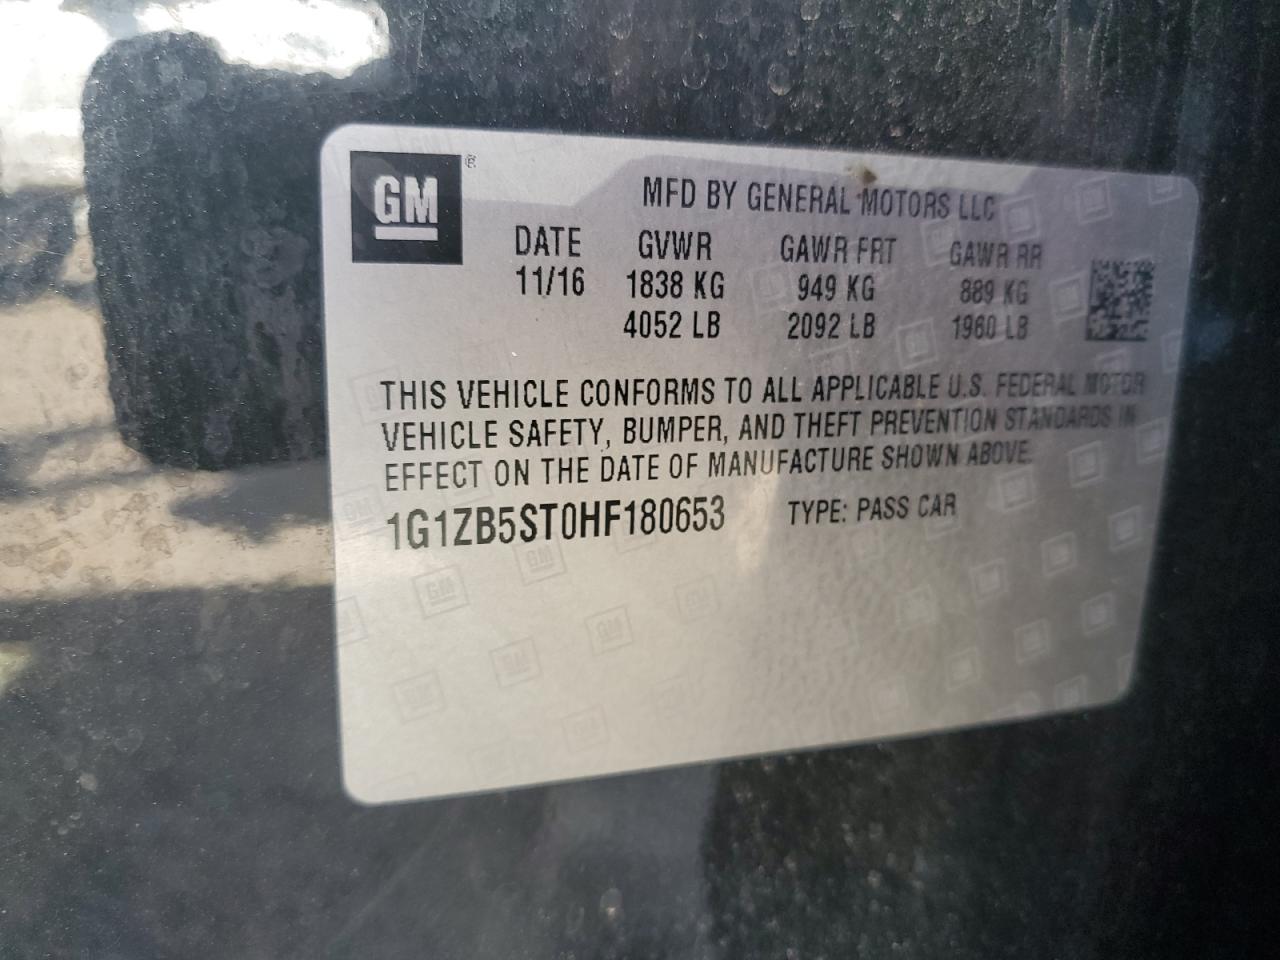 GM ®
MFD BY GENERAL MOTORS LLC
DATE GVWR GAWR FRT GAWR RR
11/16 1838 KG 949 KG 889 KG
4052 LB 2092 LB 1960 LB
THIS VEHICLE CONFORMS TO ALL APPLICABLE U.S. FEDERAL MOTOR
VEHICLE SAFETY, BUMPER, AND THEFT PREVENTION STANDARDS IN
EFFECT ON THE DATE OF MANUFACTURE SHOWN ABOVE.
1G1ZB5ST0HF180653 TYPE: PASS CAR